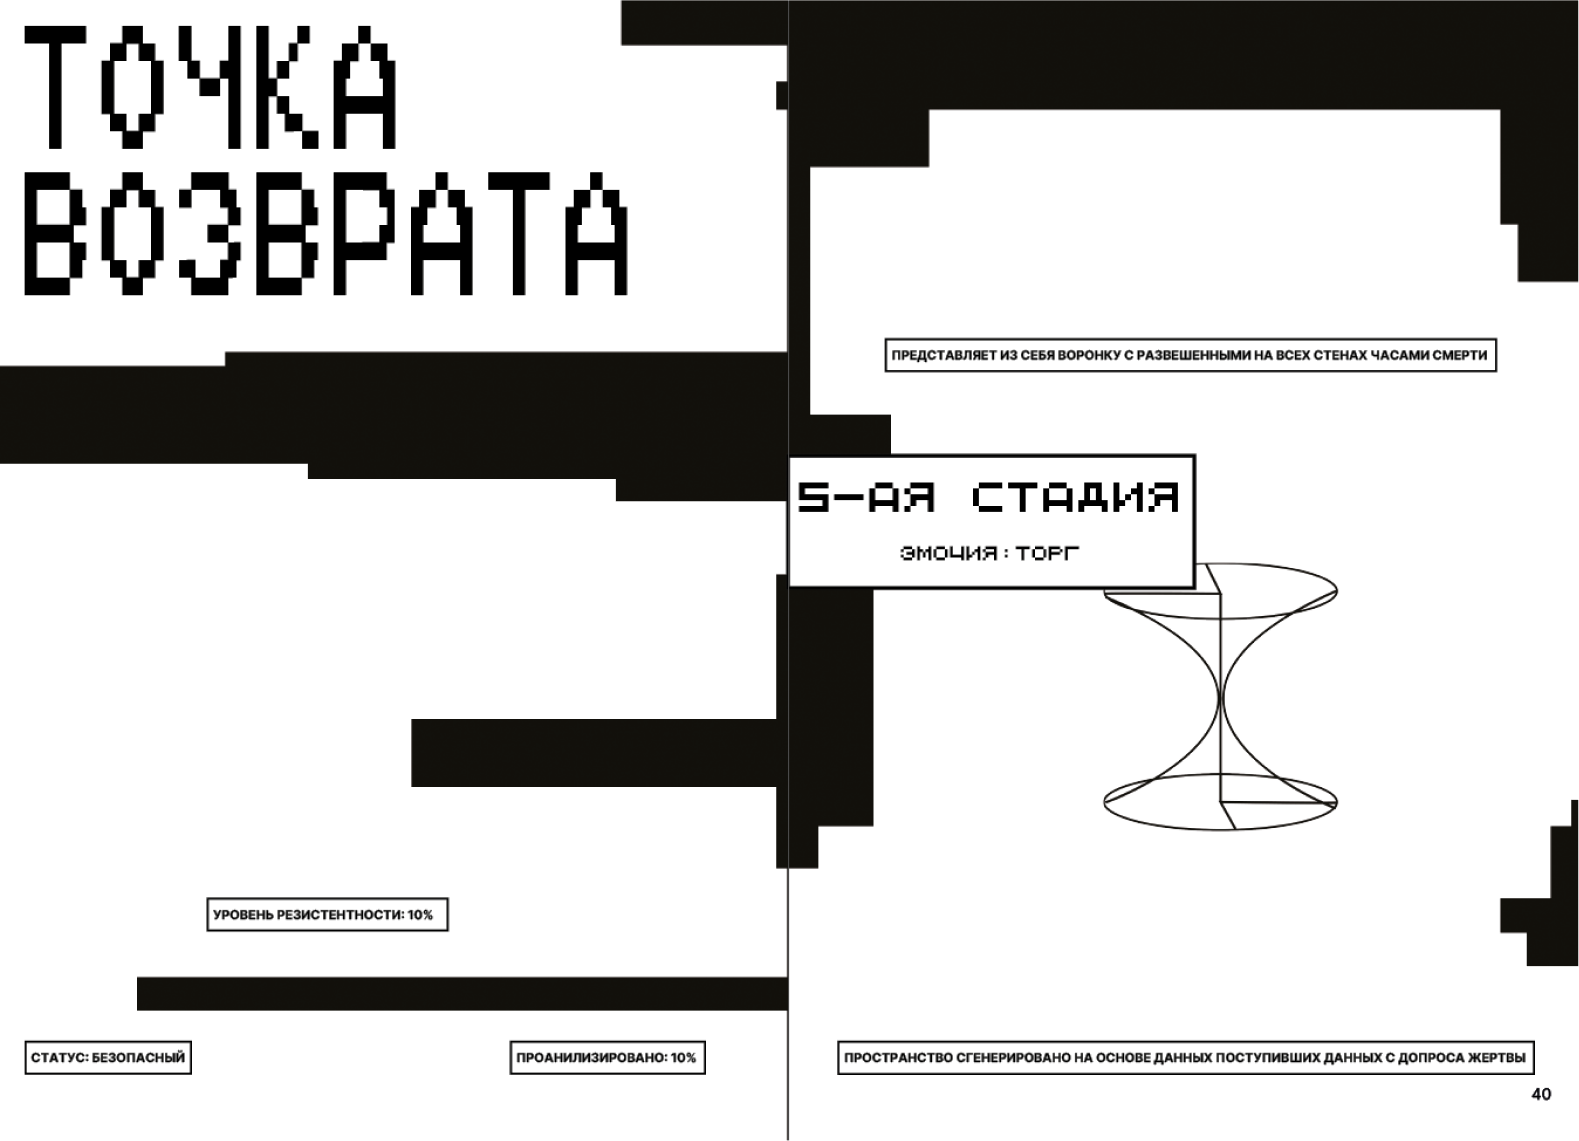 ТОЧКА
ВОЗВРАТА
УРОВЕНЬ РЕЗИСТЕНТНОСТИ: 10%
СТАТУС: БЕЗОПАСНЫЙ
ПРОАНИЛИЗИРОВАНО: 10%
ПРЕДСТАВЛЯЕТ ИЗ СЕБЯ ВОРОНКУ С РАЗВЕШЕННЫМИ НА ВСЕХ СТЕНАХ ЧАСАМИ СМЕРТИ
5-АЯ СТАДИЯ
ЭМОЧИЯ:ТОРГ
ПРОСТРАНСТВО СГЕНЕРИРОВАНО НА ОСНОВЕ ДАННЫХ ПОСТУПИВШИХ ДАННЫХ С ДОПРОСА ЖЕРТВЫ
40